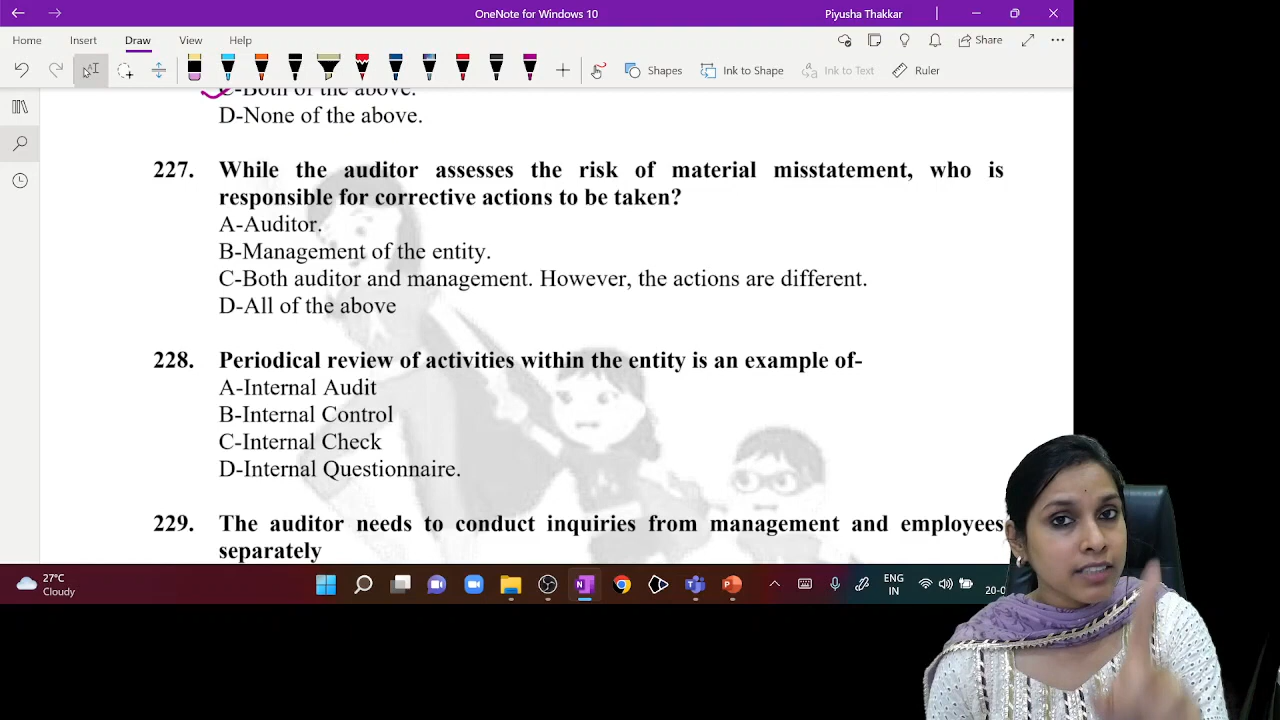 OneNote for Windows 10
Piyusha Thakkar
Home Insert Draw View Help
Share
Shapes
Ink to Shape
Ink to Text
Ruler
C-Both of the above.
D-None of the above.
227. While the auditor assesses the risk of material misstatement, who is
responsible for corrective actions to be taken?
A-Auditor.
B-Management of the entity.
C-Both auditor and management. However, the actions are different.
D-All of the above
228. Periodical review of activities within the entity is an example of-
A-Internal Audit
B-Internal Control
C-Internal Check
D-Internal Questionnaire.
229. The auditor needs to conduct inquiries from management and employees
separately
27°C
Cloudy
ENG
IN